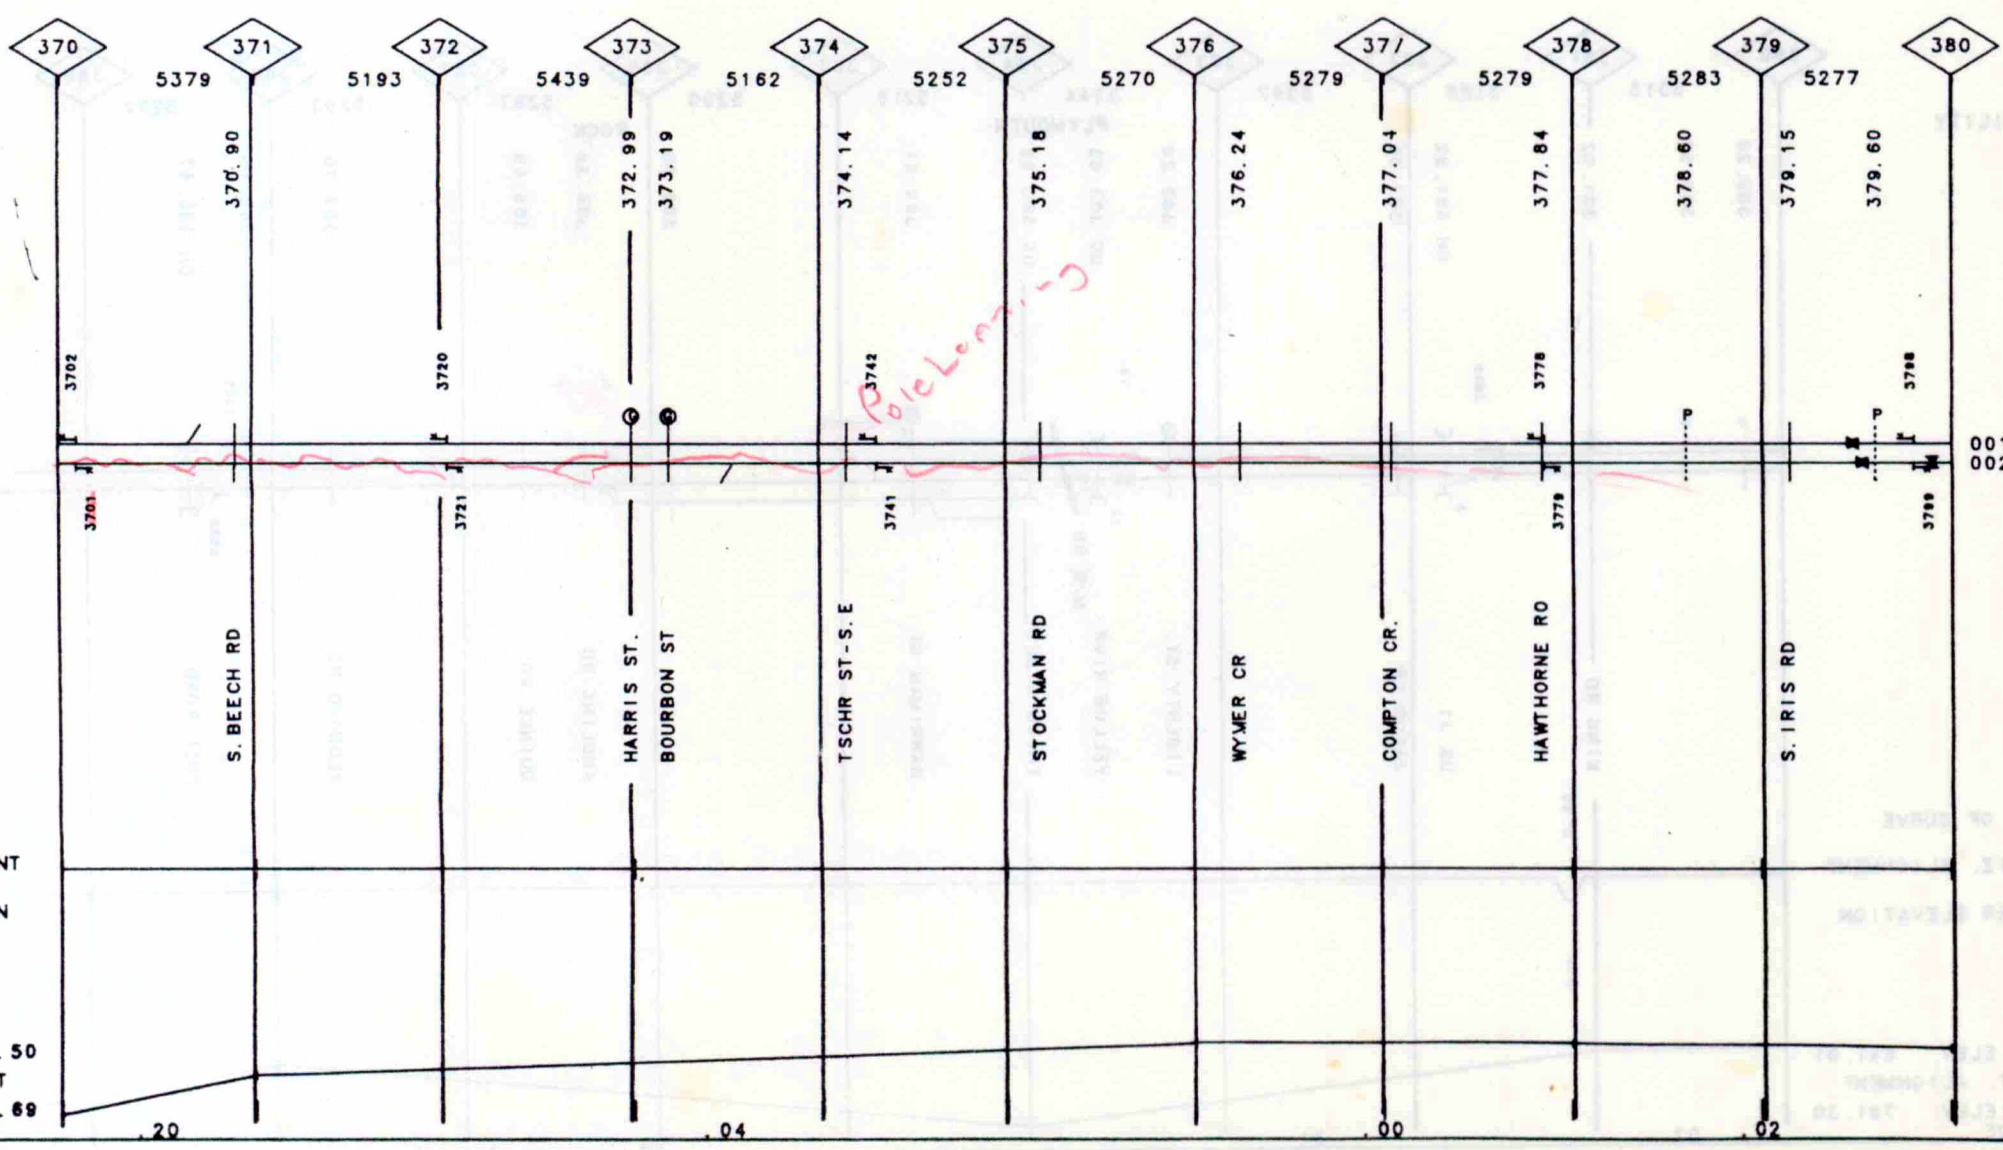 370 371 372 373 374 375 376 377 378 379 380
5379 5193 5439 5162 5252 5270 5279 5279 5283 5277
370.90
372.99
373.19
374.14
375.18
376.24
377.04
377.84
378.60
379.15
379.60
3702
3720
3742
3778
3798
Pole
P P
001
002
3701
3721
3741
3779
3799
S. BEECH RD
HARRIS ST.
BOURBON ST
TSCHR ST-S.E
STOCKMAN RD
WYMER CR
COMPTON CR.
HAWTHORNE RD
S. IRIS RD
NT
Z
.50
T
.69
.20 .04 .00 .02